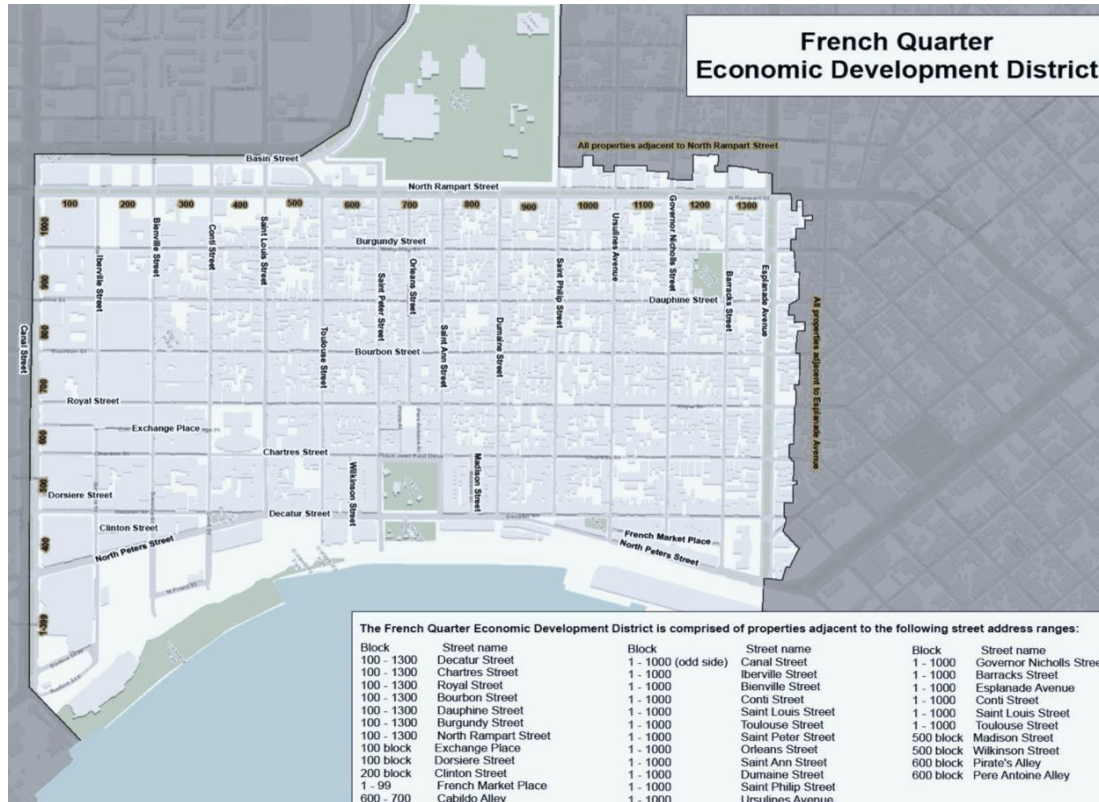 French Quarter
Economic Development District
All properties adjacent to North Rampart Street
Basin Street
North Rampart Street
N Rampart St
100
200
300
400
500
600
700
800
900
1000
1100
1200
1300
Burgundy Street
Dauphine Street
Bourbon Street
Royal Street
Exchange Place
Chartres Street
Dorsiere Street
Decatur Street
Clinton Street
North Peters Street
French Market Place
North Peters Street
Canal Street
Iberville Street
Bienville Street
Conti Street
Saint Louis Street
Toulouse Street
Wilkinson Street
Saint Peter Street
Orleans Street
Saint Ann Street
Madison Street
Dumaine Street
Saint Philip Street
Ursulines Avenue
Governor Nicholls Street
Barracks Street
Esplanade Avenue
All properties adjacent to Esplanade Avenue
1000
900
800
700
600
500
400
1-399
The French Quarter Economic Development District is comprised of properties adjacent to the following street address ranges:
Block Street name
100 - 1300 Decatur Street
100 - 1300 Chartres Street
100 - 1300 Royal Street
100 - 1300 Bourbon Street
100 - 1300 Dauphine Street
100 - 1300 Burgundy Street
100 - 1300 North Rampart Street
100 block Exchange Place
100 block Dorsiere Street
200 block Clinton Street
1 - 99 French Market Place
600 - 700 Cabildo Alley
Block Street name
1 - 1000 (odd side) Canal Street
1 - 1000 Iberville Street
1 - 1000 Bienville Street
1 - 1000 Conti Street
1 - 1000 Saint Louis Street
1 - 1000 Toulouse Street
1 - 1000 Saint Peter Street
1 - 1000 Orleans Street
1 - 1000 Saint Ann Street
1 - 1000 Dumaine Street
1 - 1000 Saint Philip Street
1 - 1000 Ursulines Avenue
Block Street name
1 - 1000 Governor Nicholls Stree
1 - 1000 Barracks Street
1 - 1000 Esplanade Avenue
1 - 1000 Conti Street
1 - 1000 Saint Louis Street
1 - 1000 Toulouse Street
500 block Madison Street
500 block Wilkinson Street
600 block Pirate's Alley
600 block Pere Antoine Alley